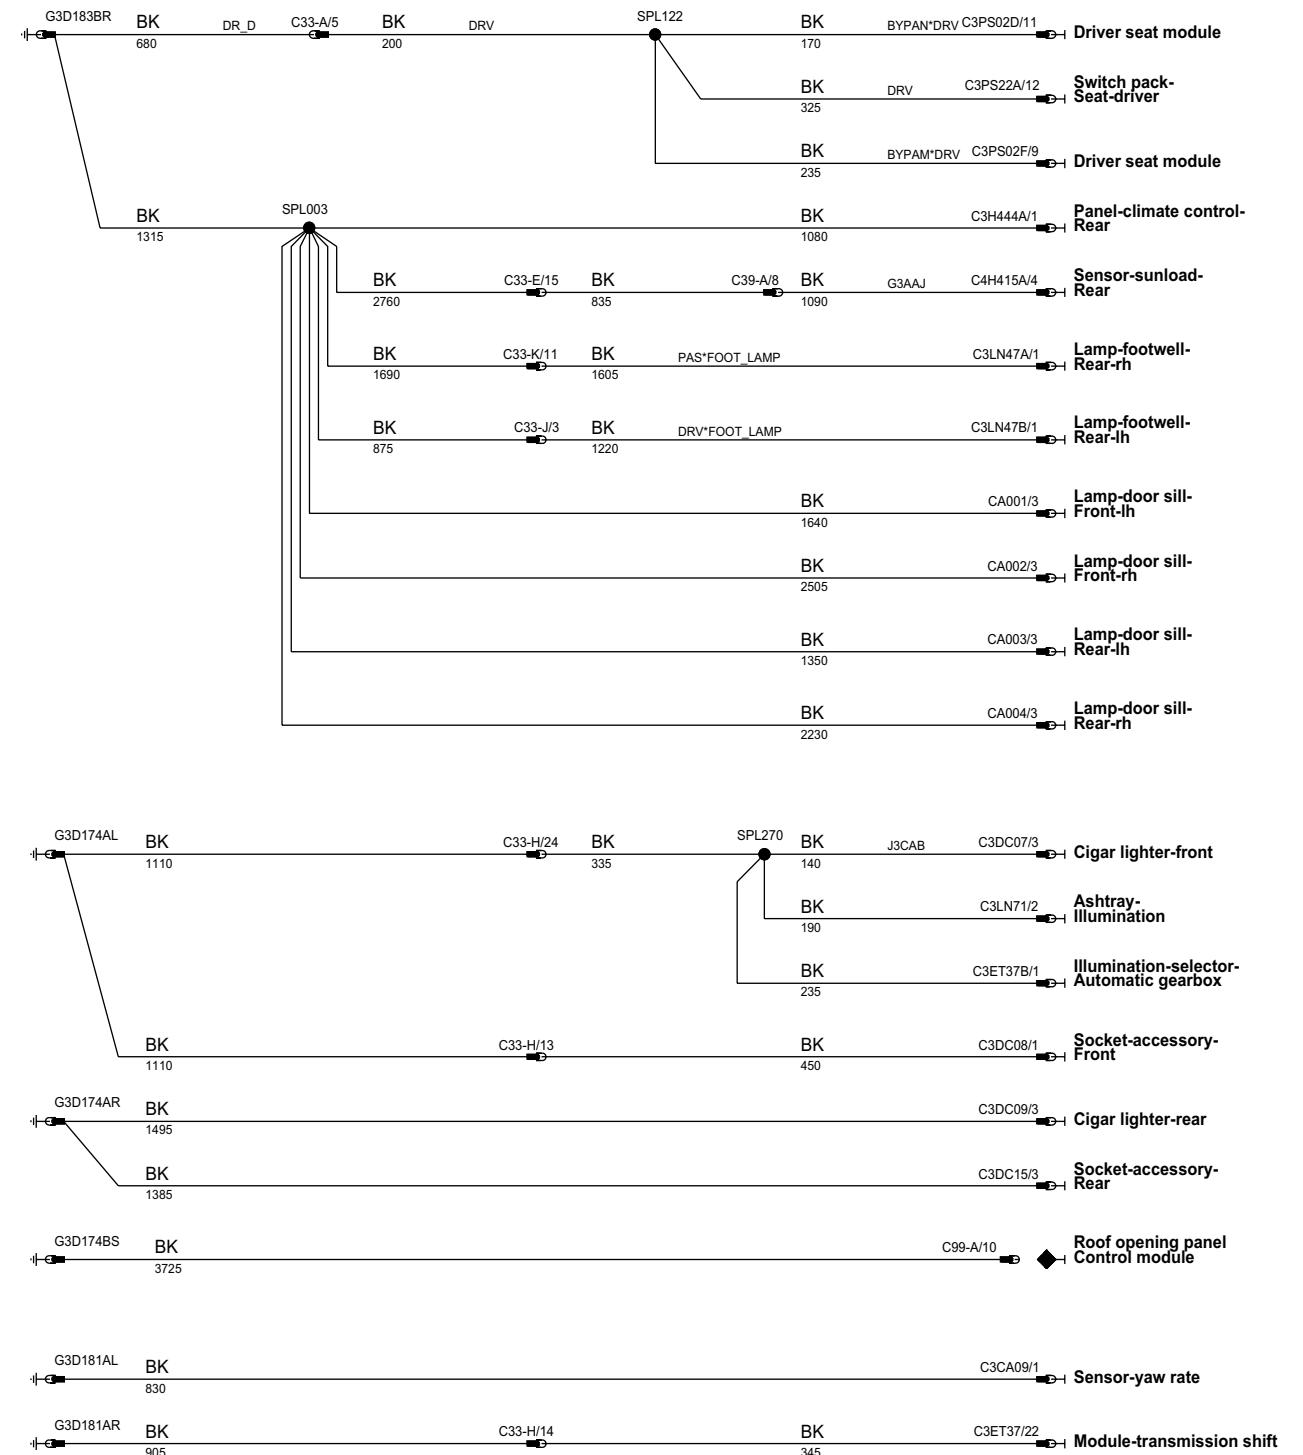 G3D183BR BK DR_D C33-A/5 BK DRV SPL122 BK BYPAN*DRV C3PS02D/11 Driver seat module
680 200 170
BK DRV C3PS22A/12 Switch pack-
Seat-driver
325
BK BYPAM*DRV C3PS02F/9 Driver seat module
235
BK SPL003 BK C3H444A/1 Panel-climate control-
Rear
1315 1080
BK C33-E/15 BK C39-A/8 BK G3AAJ C4H415A/4 Sensor-sunload-
Rear
2760 835 1090
BK C33-K/11 BK PAS*FOOT_LAMP C3LN47A/1 Lamp-footwell-
Rear-rh
1690 1605
BK C33-J/3 BK DRV*FOOT_LAMP C3LN47B/1 Lamp-footwell-
Rear-lh
875 1220
BK CA001/3 Lamp-door sill-
Front-lh
1640
BK CA002/3 Lamp-door sill-
Front-rh
2505
BK CA003/3 Lamp-door sill-
Rear-lh
1350
BK CA004/3 Lamp-door sill-
Rear-rh
2230
G3D174AL BK C33-H/24 BK SPL270 BK J3CAB C3DC07/3 Cigar lighter-front
1110 335 140
BK C3LN71/2 Ashtray-
Illumination
190
BK C3ET37B/1 Illumination-selector-
Automatic gearbox
235
BK C33-H/13 BK C3DC08/1 Socket-accessory-
Front
1110 450
G3D174AR BK C3DC09/3 Cigar lighter-rear
1495
BK C3DC15/3 Socket-accessory-
Rear
1385
G3D174BS BK C99-A/10 Roof opening panel
Control module
3725
G3D181AL BK C3CA09/1 Sensor-yaw rate
830
G3D181AR BK C33-H/14 BK C3ET37/22 Module-transmission shift
905 345